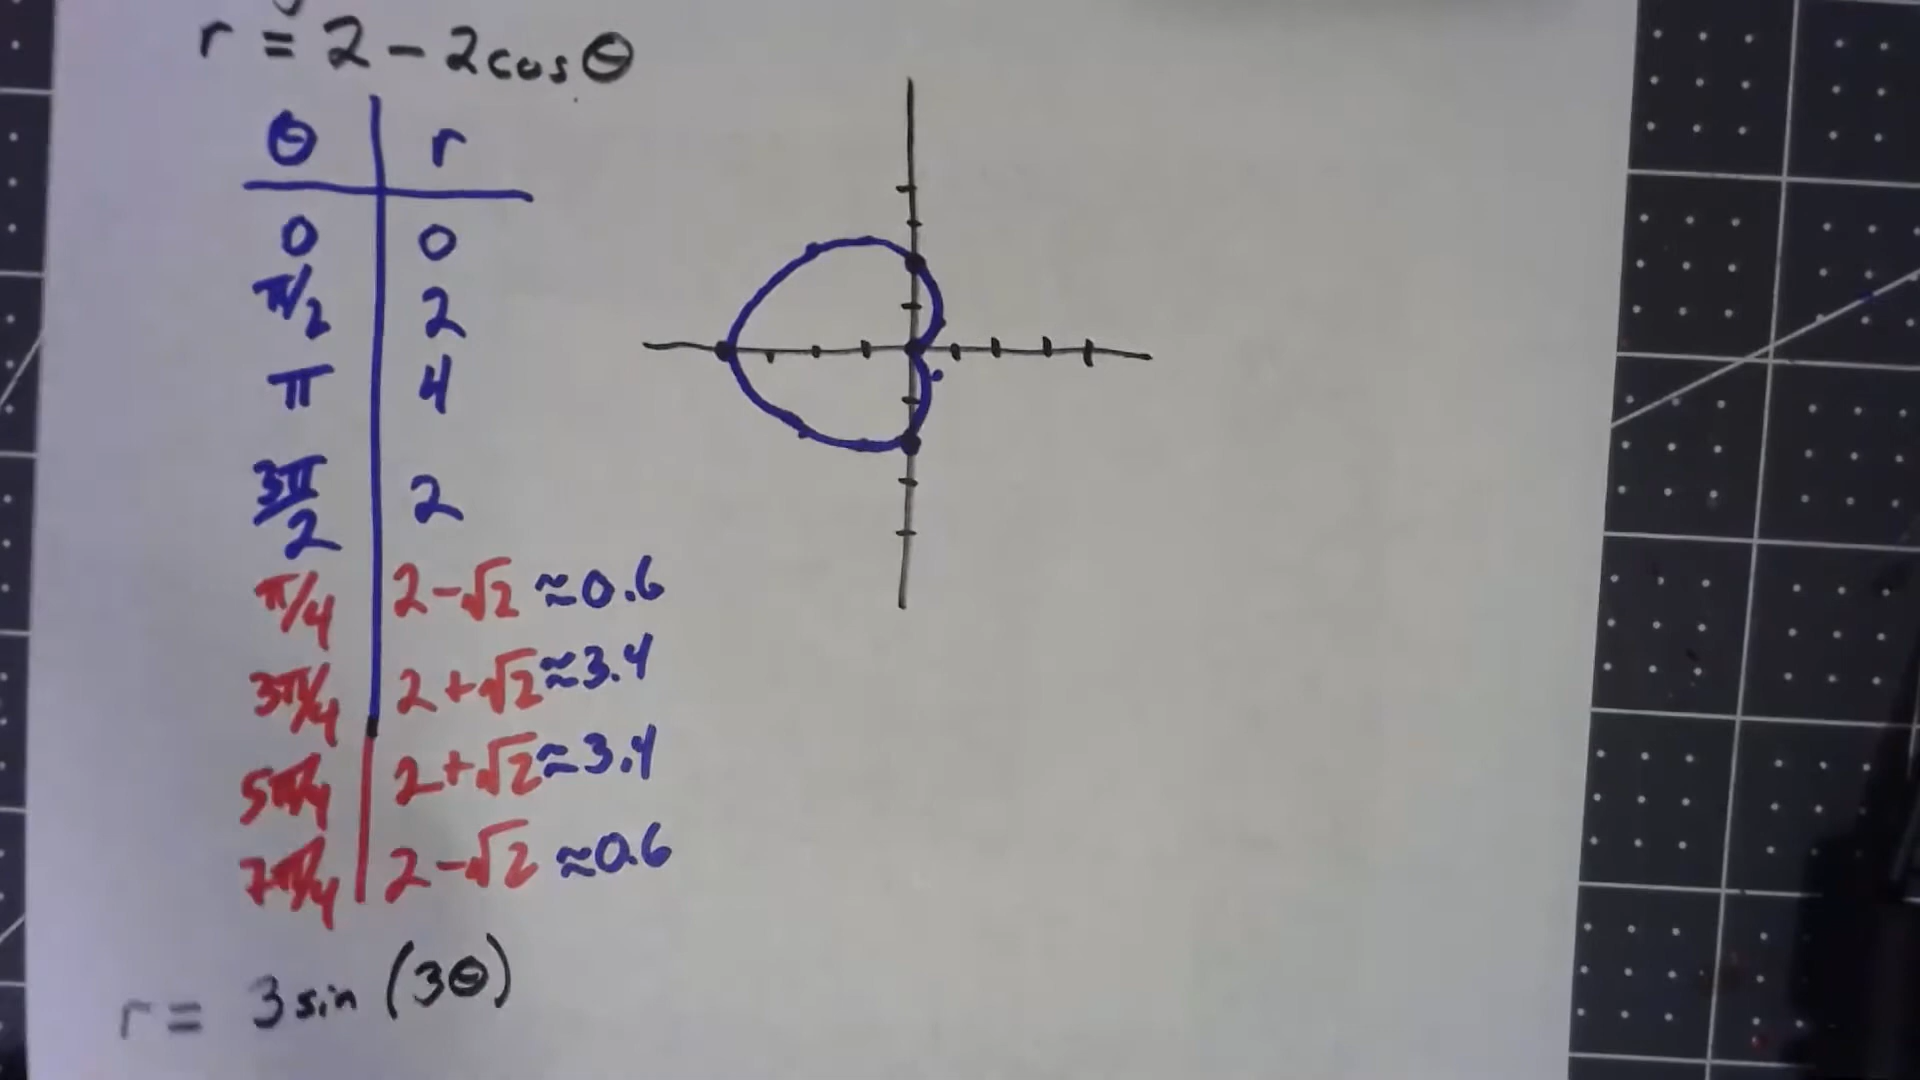 r = 2 - 2cosθ
θ r
0 0
π/2 2
π 4
3π/2 2
π/4 2-√2 ≈0.6
3π/4 2+√2 ≈3.4
5π/4 2+√2 ≈3.4
7π/4 2-√2 ≈0.6
r = 3sin(3θ)